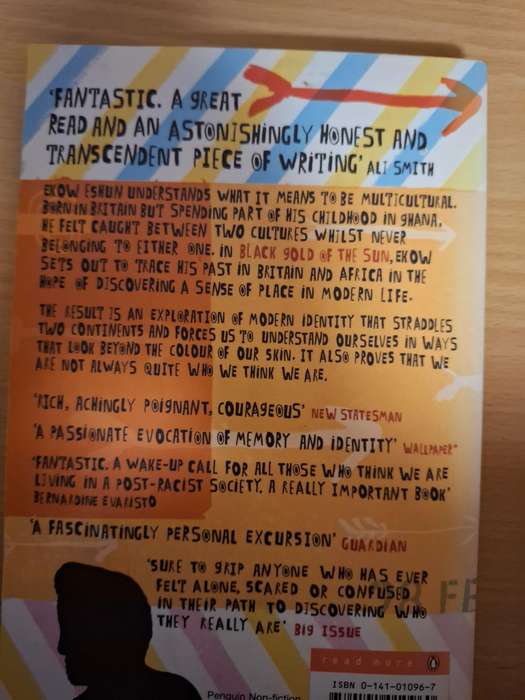 'FANTASTIC. A GREAT
READ AND AN ASTONISHINGLY HONEST AND
TRANSCENDENT PIECE OF WRITING' ALI SMITH
EKOW ESHUN UNDERSTANDS WHAT IT MEANS TO BE MULTICULTURAL.
BORN IN BRITAIN BUT SPENDING PART OF HIS CHILDHOOD IN GHANA,
HE FELT CAUGHT BETWEEN TWO CULTURES WHILST NEVER
BELONGING TO EITHER ONE. IN BLACK GOLD OF THE SUN, EKOW
SETS OUT TO TRACE HIS PAST IN BRITAIN AND AFRICA IN THE
HOPE OF DISCOVERING A SENSE OF PLACE IN MODERN LIFE.
THE RESULT IS AN EXPLORATION OF MODERN IDENTITY THAT STRADDLES
TWO CONTINENTS AND FORCES US TO UNDERSTAND OURSELVES IN WAYS
THAT LOOK BEYOND THE COLOUR OF OUR SKIN. IT ALSO PROVES THAT WE
ARE NOT ALWAYS QUITE WHO WE THINK WE ARE.
'RICH, ACHINGLY POIGNANT, COURAGEOUS' NEW STATESMAN
'A PASSIONATE EVOCATION OF MEMORY AND IDENTITY' WALLPAPER*
'FANTASTIC. A WAKE-UP CALL FOR ALL THOSE WHO THINK WE ARE
LIVING IN A POST-RACIST SOCIETY. A REALLY IMPORTANT BOOK'
BERNARDINE EVARISTO
'A FASCINATINGLY PERSONAL EXCURSION' GUARDIAN
'SURE TO GRIP ANYONE WHO HAS EVER
FELT ALONE, SCARED OR CONFUSED
IN THEIR PATH TO DISCOVERING WHO
THEY REALLY ARE' BIG ISSUE
read more
ISBN 0-141-01096-7
Penguin Non-fiction